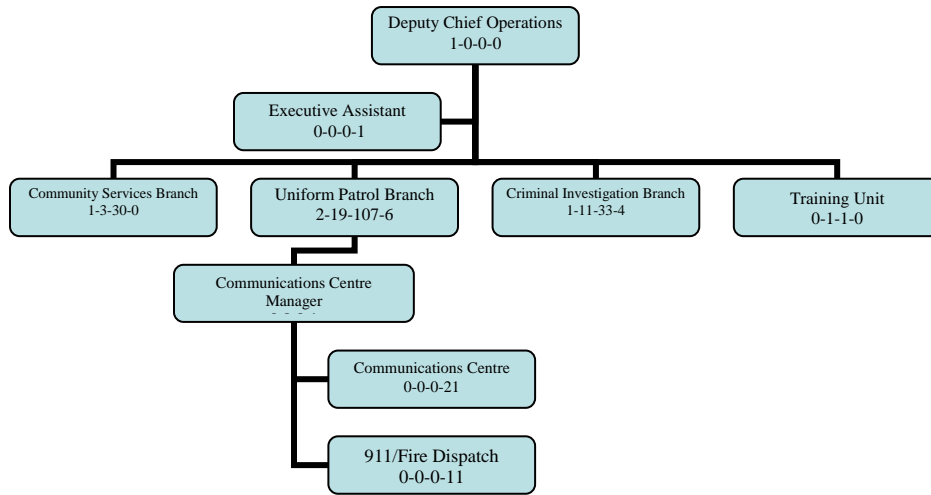 Deputy Chief Operations
1-0-0-0
Executive Assistant
0-0-0-1
Community Services Branch
1-3-30-0
Uniform Patrol Branch
2-19-107-6
Criminal Investigation Branch
1-11-33-4
Training Unit
0-1-1-0
Communications Centre
Manager
Communications Centre
0-0-0-21
911/Fire Dispatch
0-0-0-11